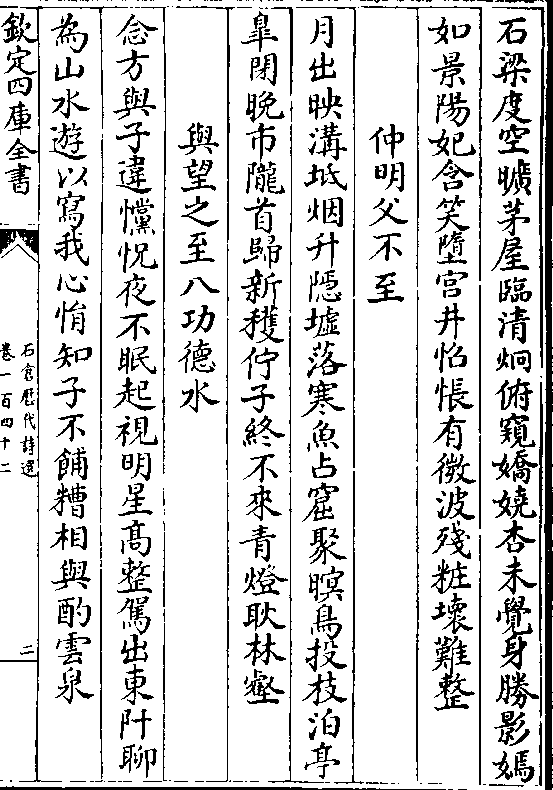 石梁度空曠茅屋臨清炯俯窺嬌嬈杏未覺身勝影嫣
如景陽妃含笑墮宮井怊悵有微波殘粧壞難整
仲明父不至
月出映溝坻烟升隱墟落寒魚占窟聚暝鳥投枝泊亭
臯閉晚市隴首歸新穫佇子終不來青燈耿林壑
與望之至八功德水
念方與子違懭怳夜不眠起視明星髙整駕出東阡聊
為山水遊以寫我心悁知子不餔糟相與酌雲泉
欽定四庫全書
石倉歷代詩選
卷一百四十二
二